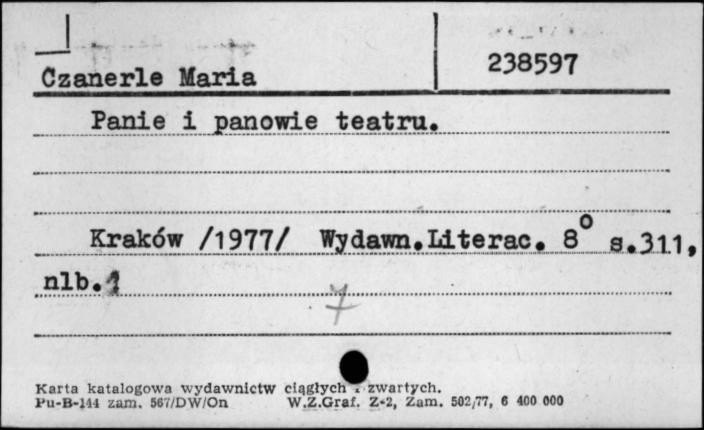 238597
Czanerle Maria
Panie i panowie teatru.
Kraków /1977/ Wydawn.Literac. 8° s.311,
nlb.
Karta katalogowa wydawnictw ciągłych i zwartych.
Pu-B-144 zam. 567/DW/On W.Z.Graf. Z-2, Zam. 502/77, 6 400 000